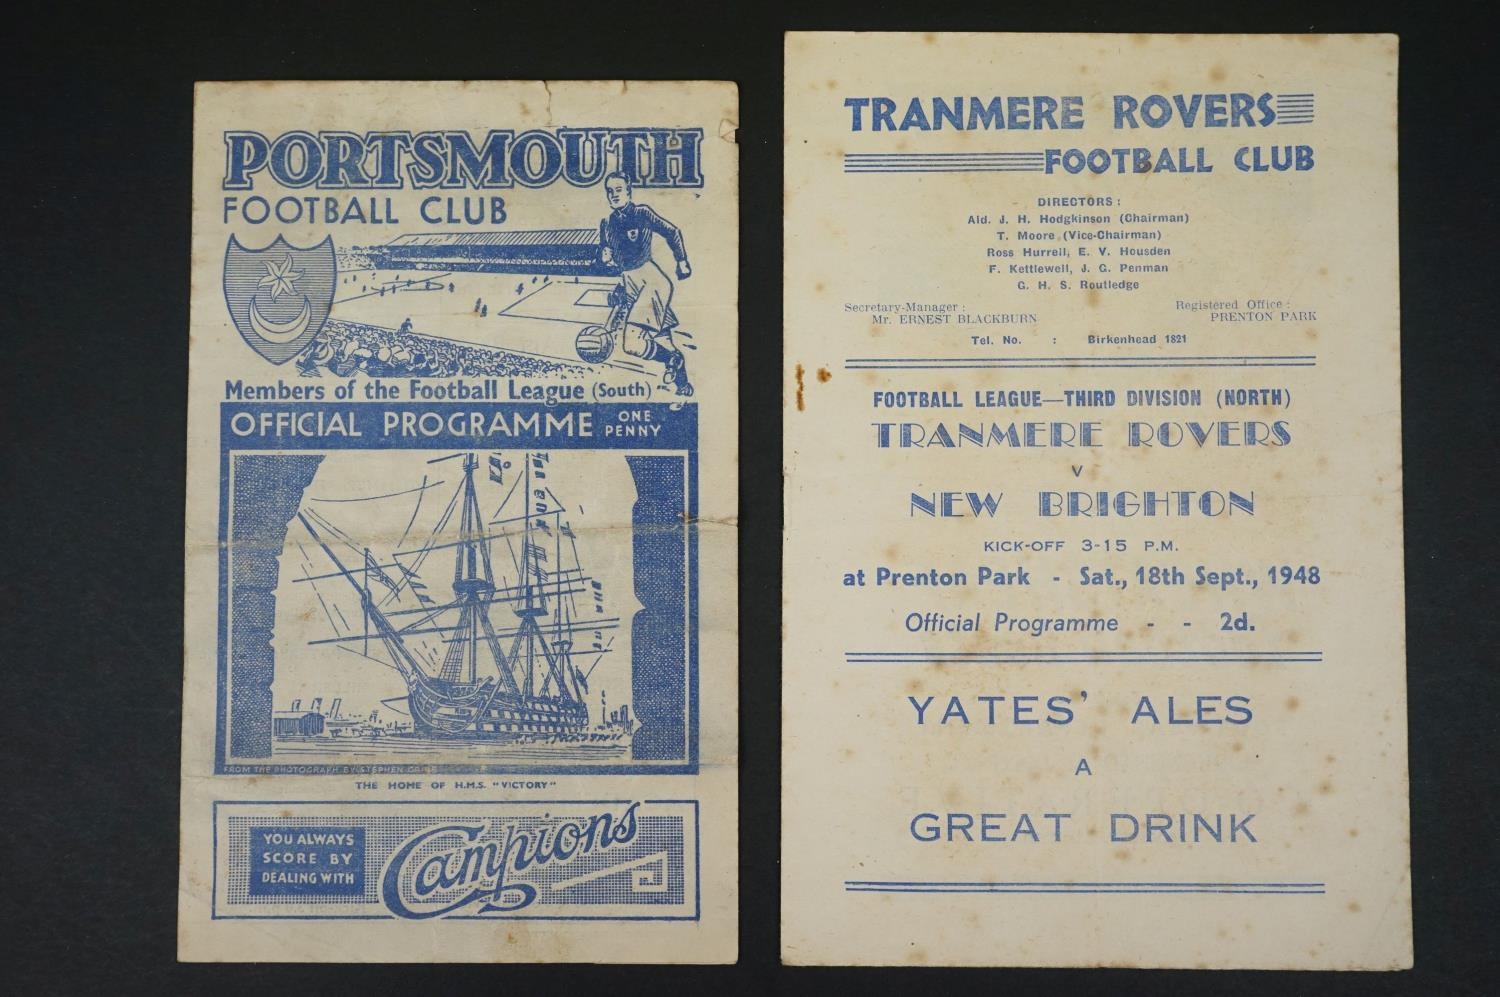 PORTSMOUTH
FOOTBALL CLUB
Members of the Football League (South)
OFFICIAL PROGRAMME ONE PENNY
FROM THE PHOTOGRAPH BY STEPHEN
THE HOME OF H.M.S. "VICTORY"
YOU ALWAYS
SCORE BY
DEALING WITH
Campions
TRANMERE ROVERS
FOOTBALL CLUB
DIRECTORS :
Ald. J. H. Hodgkinson (Chairman)
T. Moore (Vice-Chairman)
Ross Hurrell, E. V. Housden
F. Kettlewell, J. G. Penman
G. H. S. Routledge
Secretary-Manager :
Mr. ERNEST BLACKBURN
Registered Office :
PRENTON PARK
Tel. No. : Birkenhead 1821
FOOTBALL LEAGUE—THIRD DIVISION (NORTH)
TRANMERE ROVERS
v
NEW BRIGHTON
KICK-OFF 3-15 P.M.
at Prenton Park - Sat., 18th Sept., 1948
Official Programme - - 2d.
YATES' ALES
A
GREAT DRINK